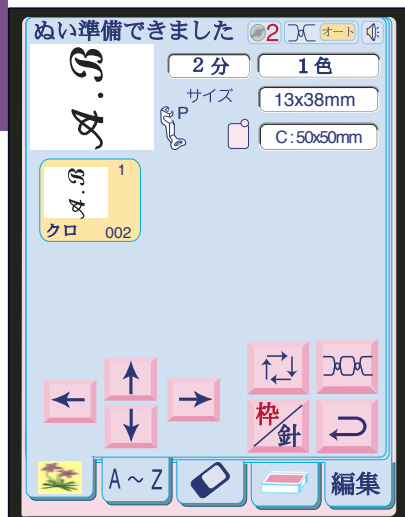 ぬい準備できました 2 オート
A.B
2分 1色
サイズ 13x38mm
P
C:50x50mm
A.B 1
クロ 002
枠/針
A～Z 編集